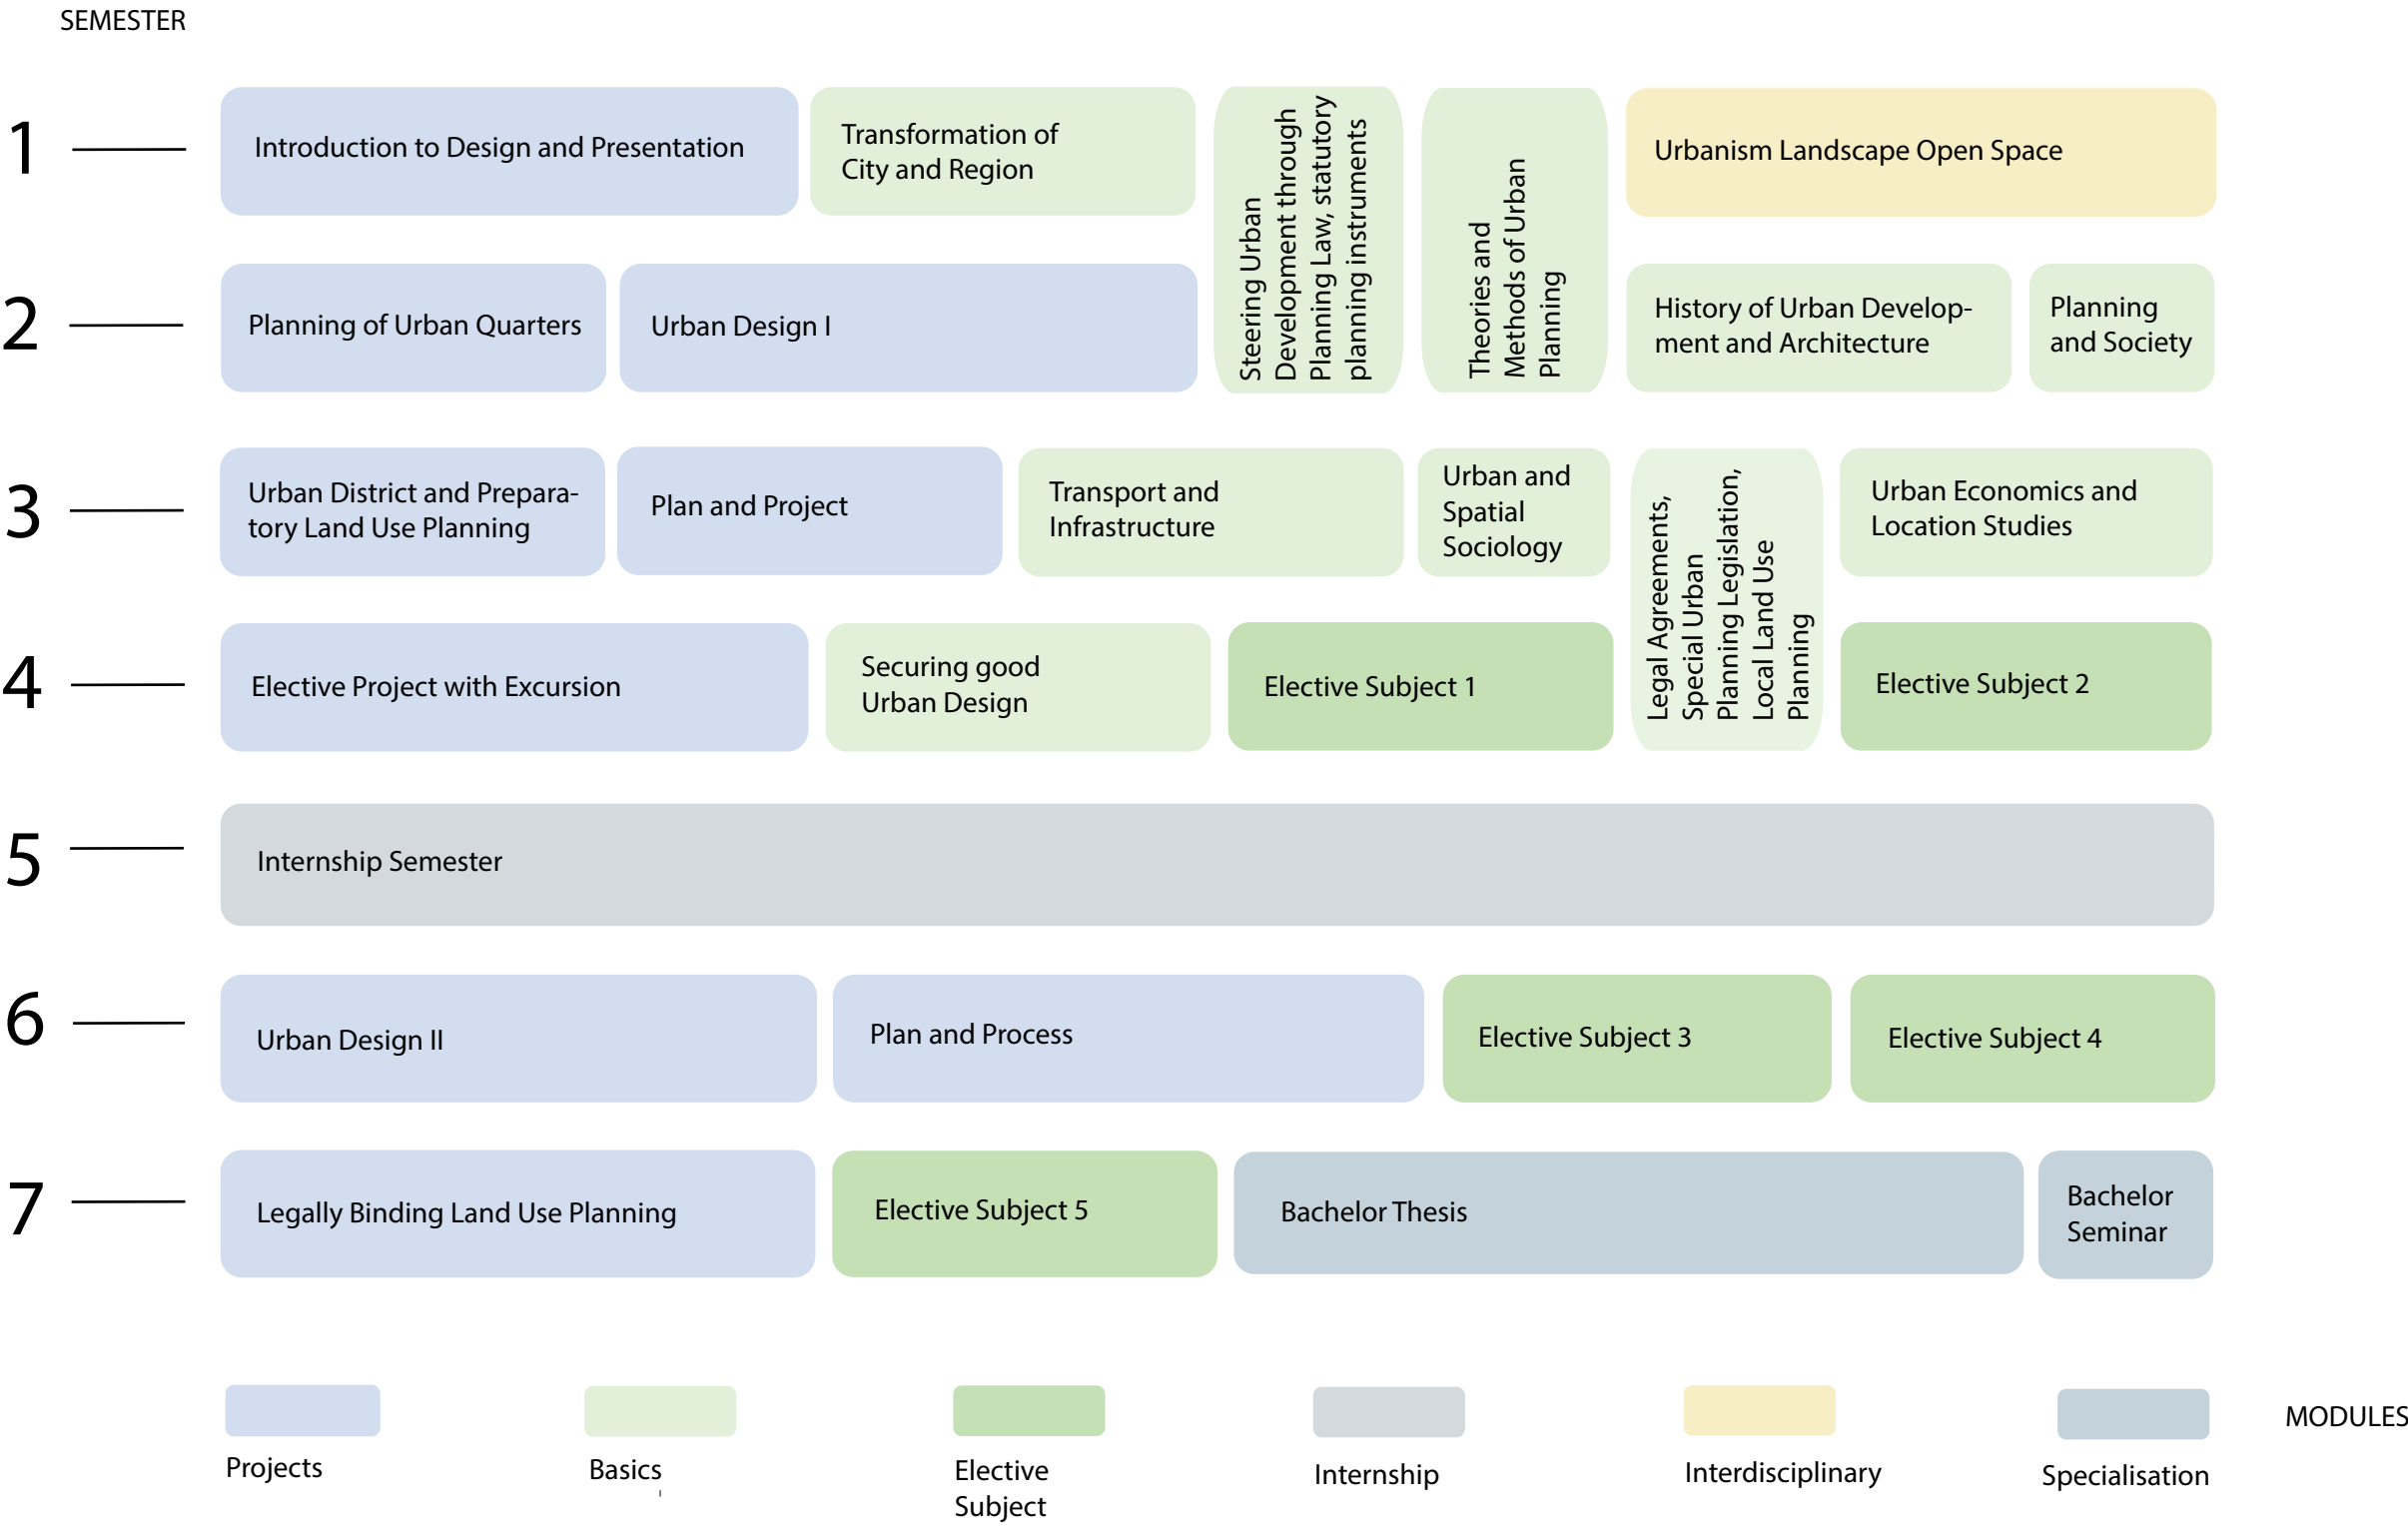 SEMESTER
1
Introduction to Design and Presentation
Transformation of
City and Region
Steering Urban
Development through
Planning Law, statutory
planning instruments
Theories and
Methods of Urban
Planning
Urbanism Landscape Open Space
2
Planning of Urban Quarters
Urban Design I
History of Urban Develop-
ment and Architecture
Planning
and Society
3
Urban District and Prepara-
tory Land Use Planning
Plan and Project
Transport and
Infrastructure
Urban and
Spatial
Sociology
Legal Agreements,
Special Urban
Planning Legislation,
Local Land Use
Planning
Urban Economics and
Location Studies
4
Elective Project with Excursion
Securing good
Urban Design
Elective Subject 1
Elective Subject 2
5
Internship Semester
6
Urban Design II
Plan and Process
Elective Subject 3
Elective Subject 4
7
Legally Binding Land Use Planning
Elective Subject 5
Bachelor Thesis
Bachelor
Seminar
MODULES
Projects
Basics
Elective
Subject
Internship
Interdisciplinary
Specialisation